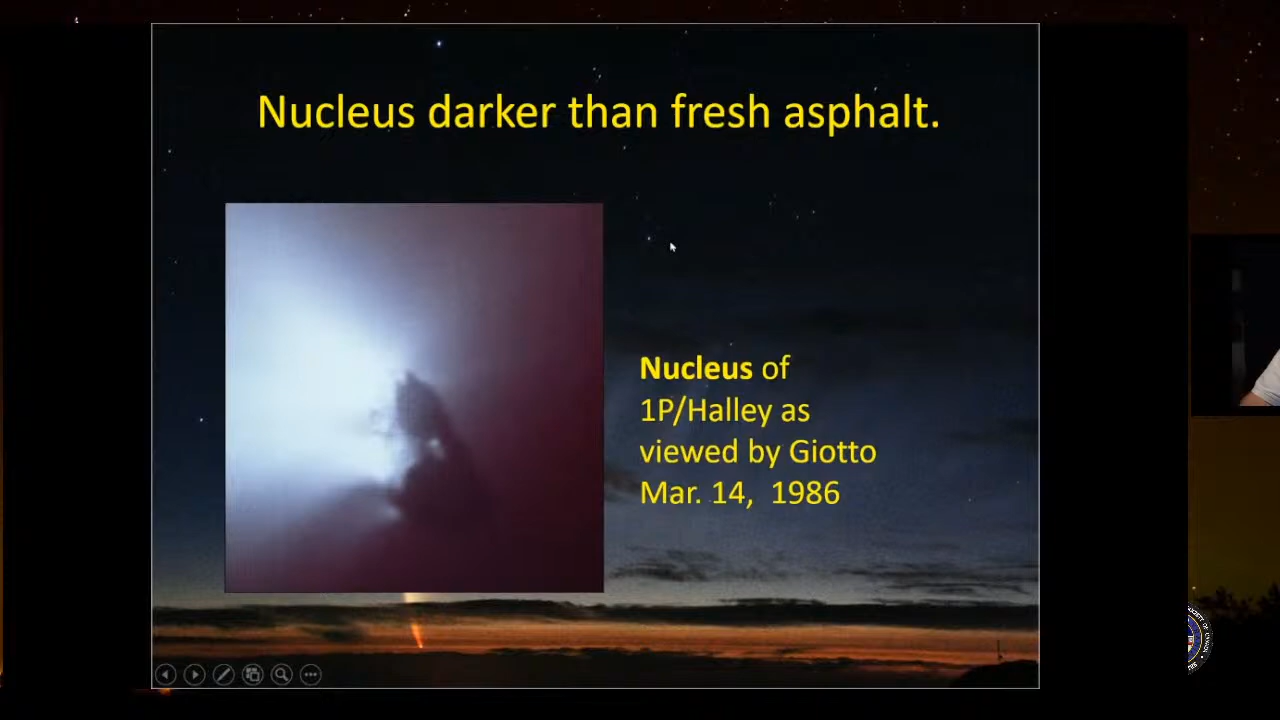 Nucleus darker than fresh asphalt.
Nucleus of
1P/Halley as
viewed by Giotto
Mar. 14,  1986